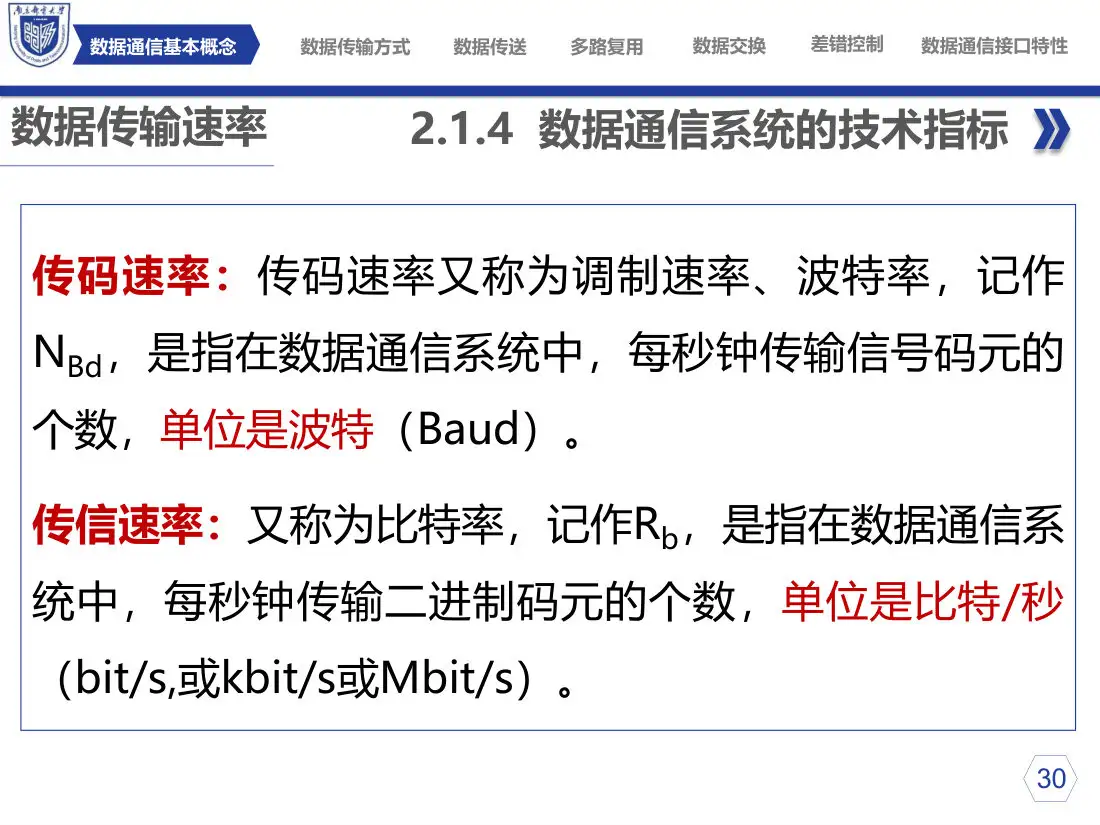 数据通信基本概念
数据传输方式
数据传送
多路复用
数据交换
差错控制
数据通信接口特性
数据传输速率
2.1.4 数据通信系统的技术指标
传码速率：传码速率又称为调制速率、波特率，记作
NBd，是指在数据通信系统中，每秒钟传输信号码元的
个数，单位是波特（Baud）。
传信速率：又称为比特率，记作Rb，是指在数据通信系
统中，每秒钟传输二进制码元的个数，单位是比特/秒
（bit/s,或kbit/s或Mbit/s）。
30